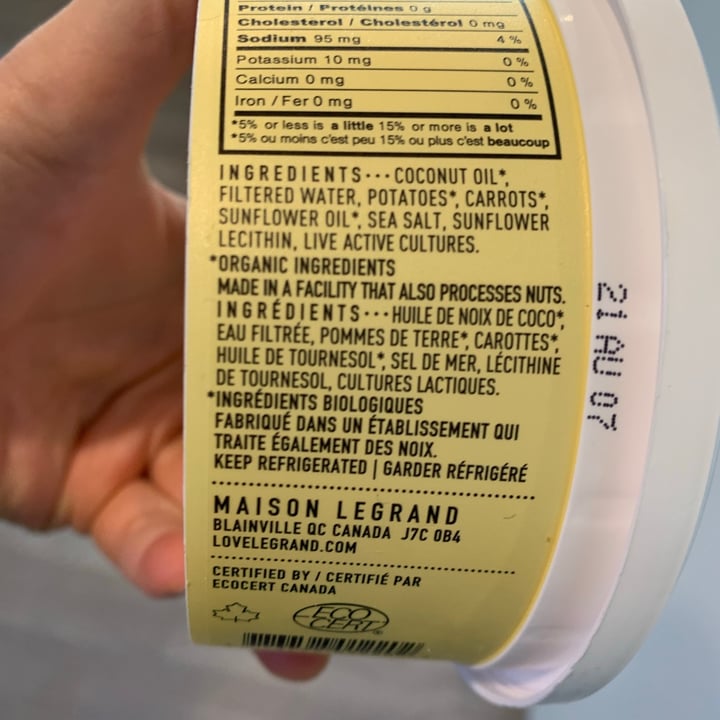 Protein / Protéines 0 g
Cholesterol / Cholestérol 0 mg
Sodium 95 mg 4 %
Potassium 10 mg 0 %
Calcium 0 mg 0 %
Iron / Fer 0 mg 0 %
*5% or less is a little 15% or more is a lot
*5% ou moins c'est peu 15% ou plus c'est beaucoup
INGREDIENTS••• COCONUT OIL*,
FILTERED WATER, POTATOES*, CARROTS*,
SUNFLOWER OIL*, SEA SALT, SUNFLOWER
LECITHIN, LIVE ACTIVE CULTURES.
*ORGANIC INGREDIENTS
MADE IN A FACILITY THAT ALSO PROCESSES NUTS.
INGRÉDIENTS••• HUILE DE NOIX DE COCO*,
EAU FILTRÉE, POMMES DE TERRE*, CAROTTES*,
HUILE DE TOURNESOL*, SEL DE MER, LÉCITHINE
DE TOURNESOL, CULTURES LACTIQUES.
*INGRÉDIENTS BIOLOGIQUES
FABRIQUÉ DANS UN ÉTABLISSEMENT QUI
TRAITE ÉGALEMENT DES NOIX.
KEEP REFRIGERATED | GARDER RÉFRIGÉRÉ
MAISON LEGRAND
BLAINVILLE QC CANADA J7C 0B4
LOVELEGRAND.COM
CERTIFIED BY / CERTIFIÉ PAR
ECOCERT CANADA
ECO
CERT®
21 AU 07